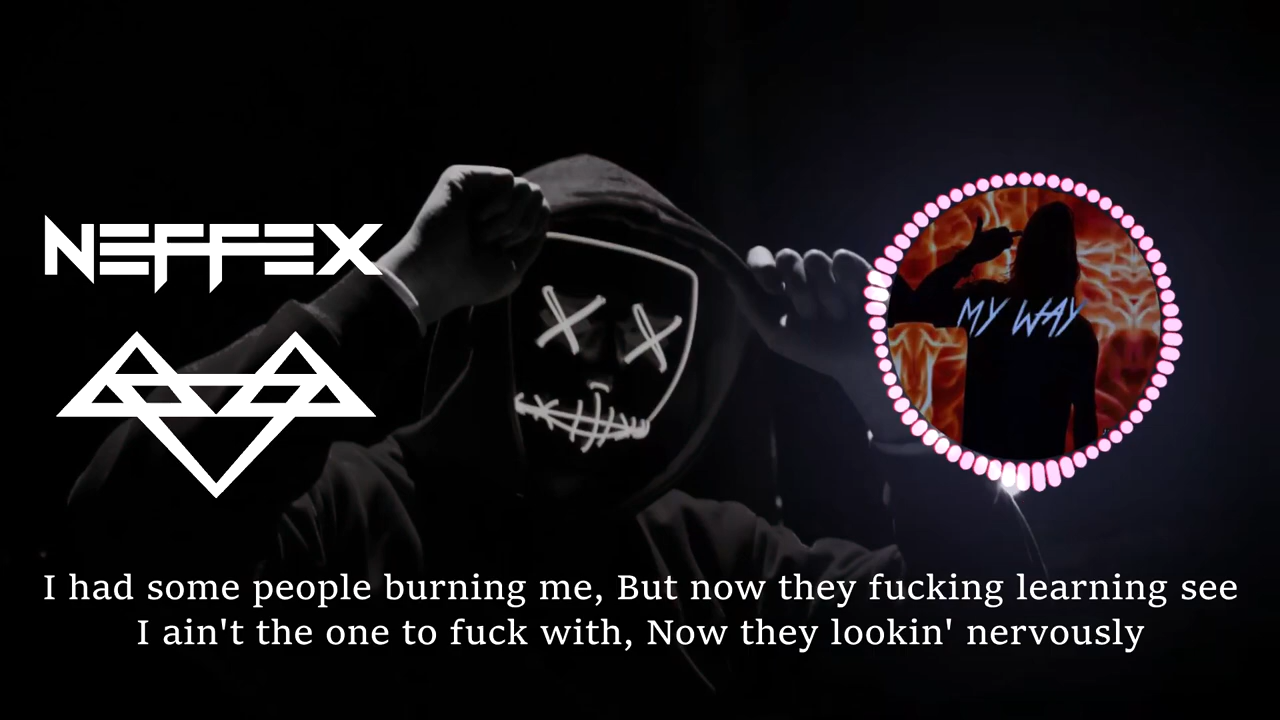 NEFFEX
MY WAY
I had some people burning me, But now they fucking learning see
I ain't the one to fuck with, Now they lookin' nervously